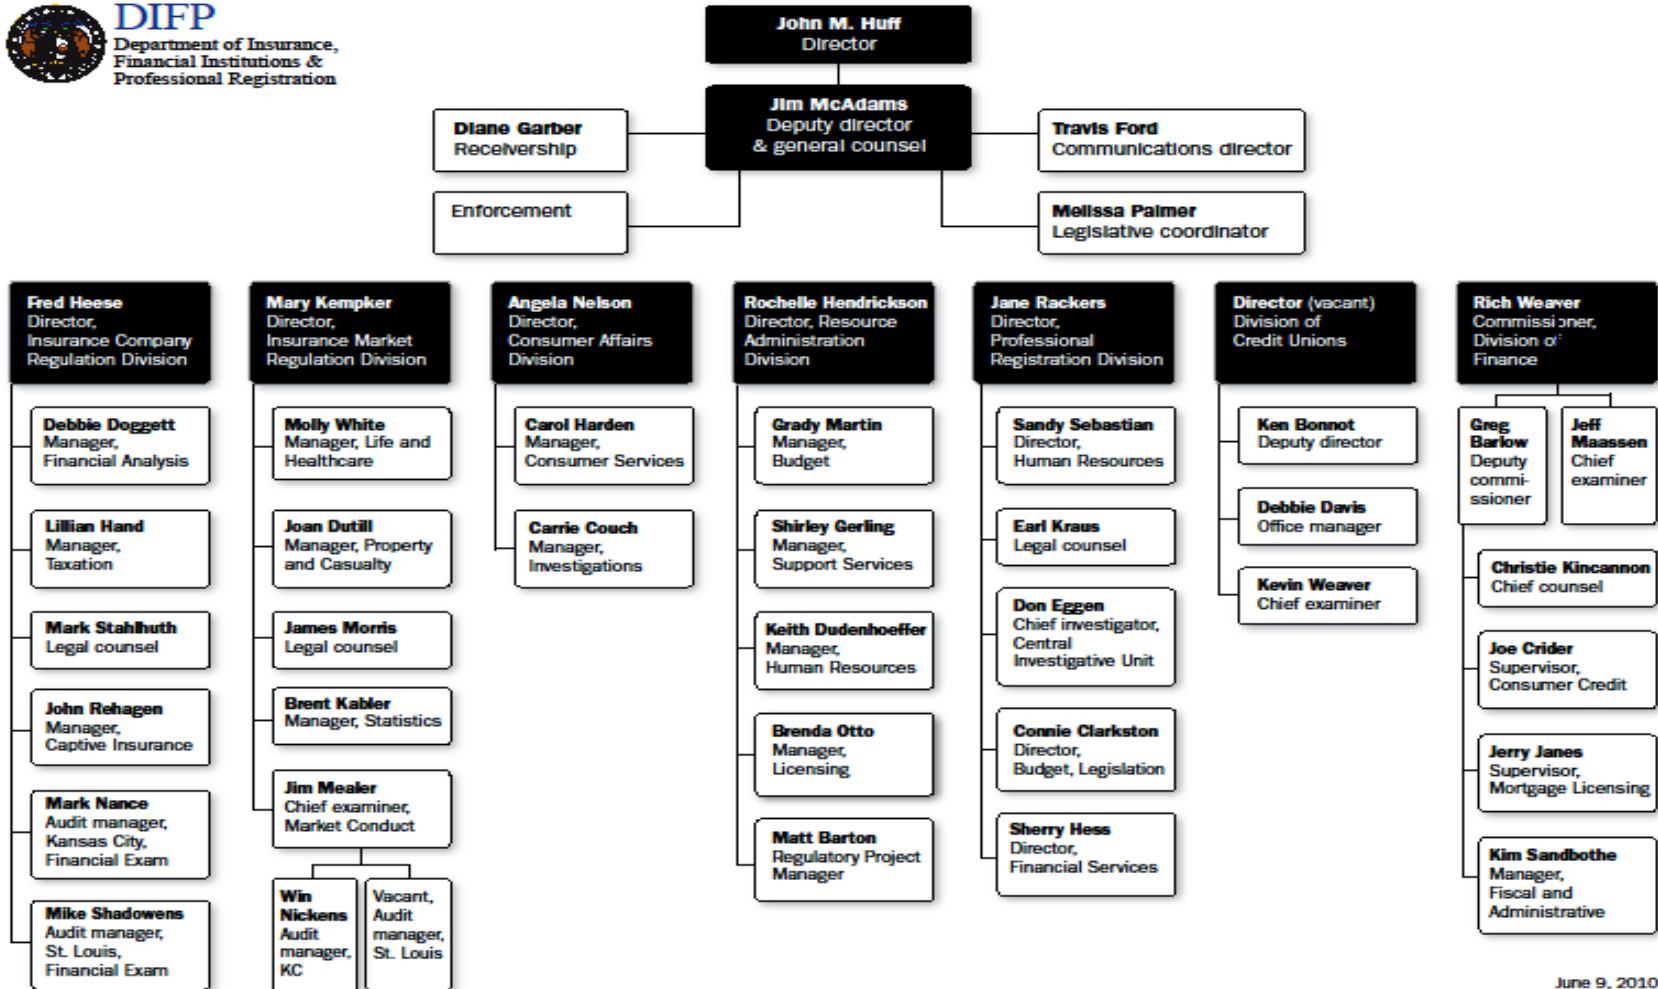 DIFP
Department of Insurance,
Financial Institutions &
Professional Registration
John M. Huff
Director
Jim McAdams
Deputy director
& general counsel
Diane Garber
Receivership
Travis Ford
Communications director
Enforcement
Melissa Palmer
Legislative coordinator
Fred Heese
Director,
Insurance Company
Regulation Division
Debbie Doggett
Manager,
Financial Analysis
Lillian Hand
Manager,
Taxation
Mark Stahlhuth
Legal counsel
John Rehagen
Manager,
Captive Insurance
Mark Nance
Audit manager,
Kansas City,
Financial Exam
Mike Shadowens
Audit manager,
St. Louis,
Financial Exam
Mary Kempker
Director,
Insurance Market
Regulation Division
Molly White
Manager, Life and
Healthcare
Joan Dutill
Manager, Property
and Casualty
James Morris
Legal counsel
Brent Kabler
Manager, Statistics
Jim Mealer
Chief examiner,
Market Conduct
Win
Nickens
Audit
manager,
KC
Vacant,
Audit
manager,
St. Louis
Angela Nelson
Director,
Consumer Affairs
Division
Carol Harden
Manager,
Consumer Services
Carrie Couch
Manager,
Investigations
Rochelle Hendrickson
Director, Resource
Administration
Division
Grady Martin
Manager,
Budget
Shirley Gerling
Manager,
Support Services
Keith Dudenhoeffer
Manager,
Human Resources
Brenda Otto
Manager,
Licensing
Matt Barton
Regulatory Project
Manager
Jane Rackers
Director,
Professional
Registration Division
Sandy Sebastian
Director,
Human Resources
Earl Kraus
Legal counsel
Don Eggen
Chief investigator,
Central
Investigative Unit
Connie Clarkston
Director,
Budget, Legislation
Sherry Hess
Director,
Financial Services
Director (vacant)
Division of
Credit Unions
Ken Bonnot
Deputy director
Debbie Davis
Office manager
Kevin Weaver
Chief examiner
Rich Weaver
Commissioner,
Division of
Finance
Greg
Barlow
Deputy
commi-
ssioner
Jeff
Maassen
Chief
examiner
Christie Kincannon
Chief counsel
Joe Crider
Supervisor,
Consumer Credit
Jerry Janes
Supervisor,
Mortgage Licensing
Kim Sandbothe
Manager,
Fiscal and
Administrative
June 9, 2010